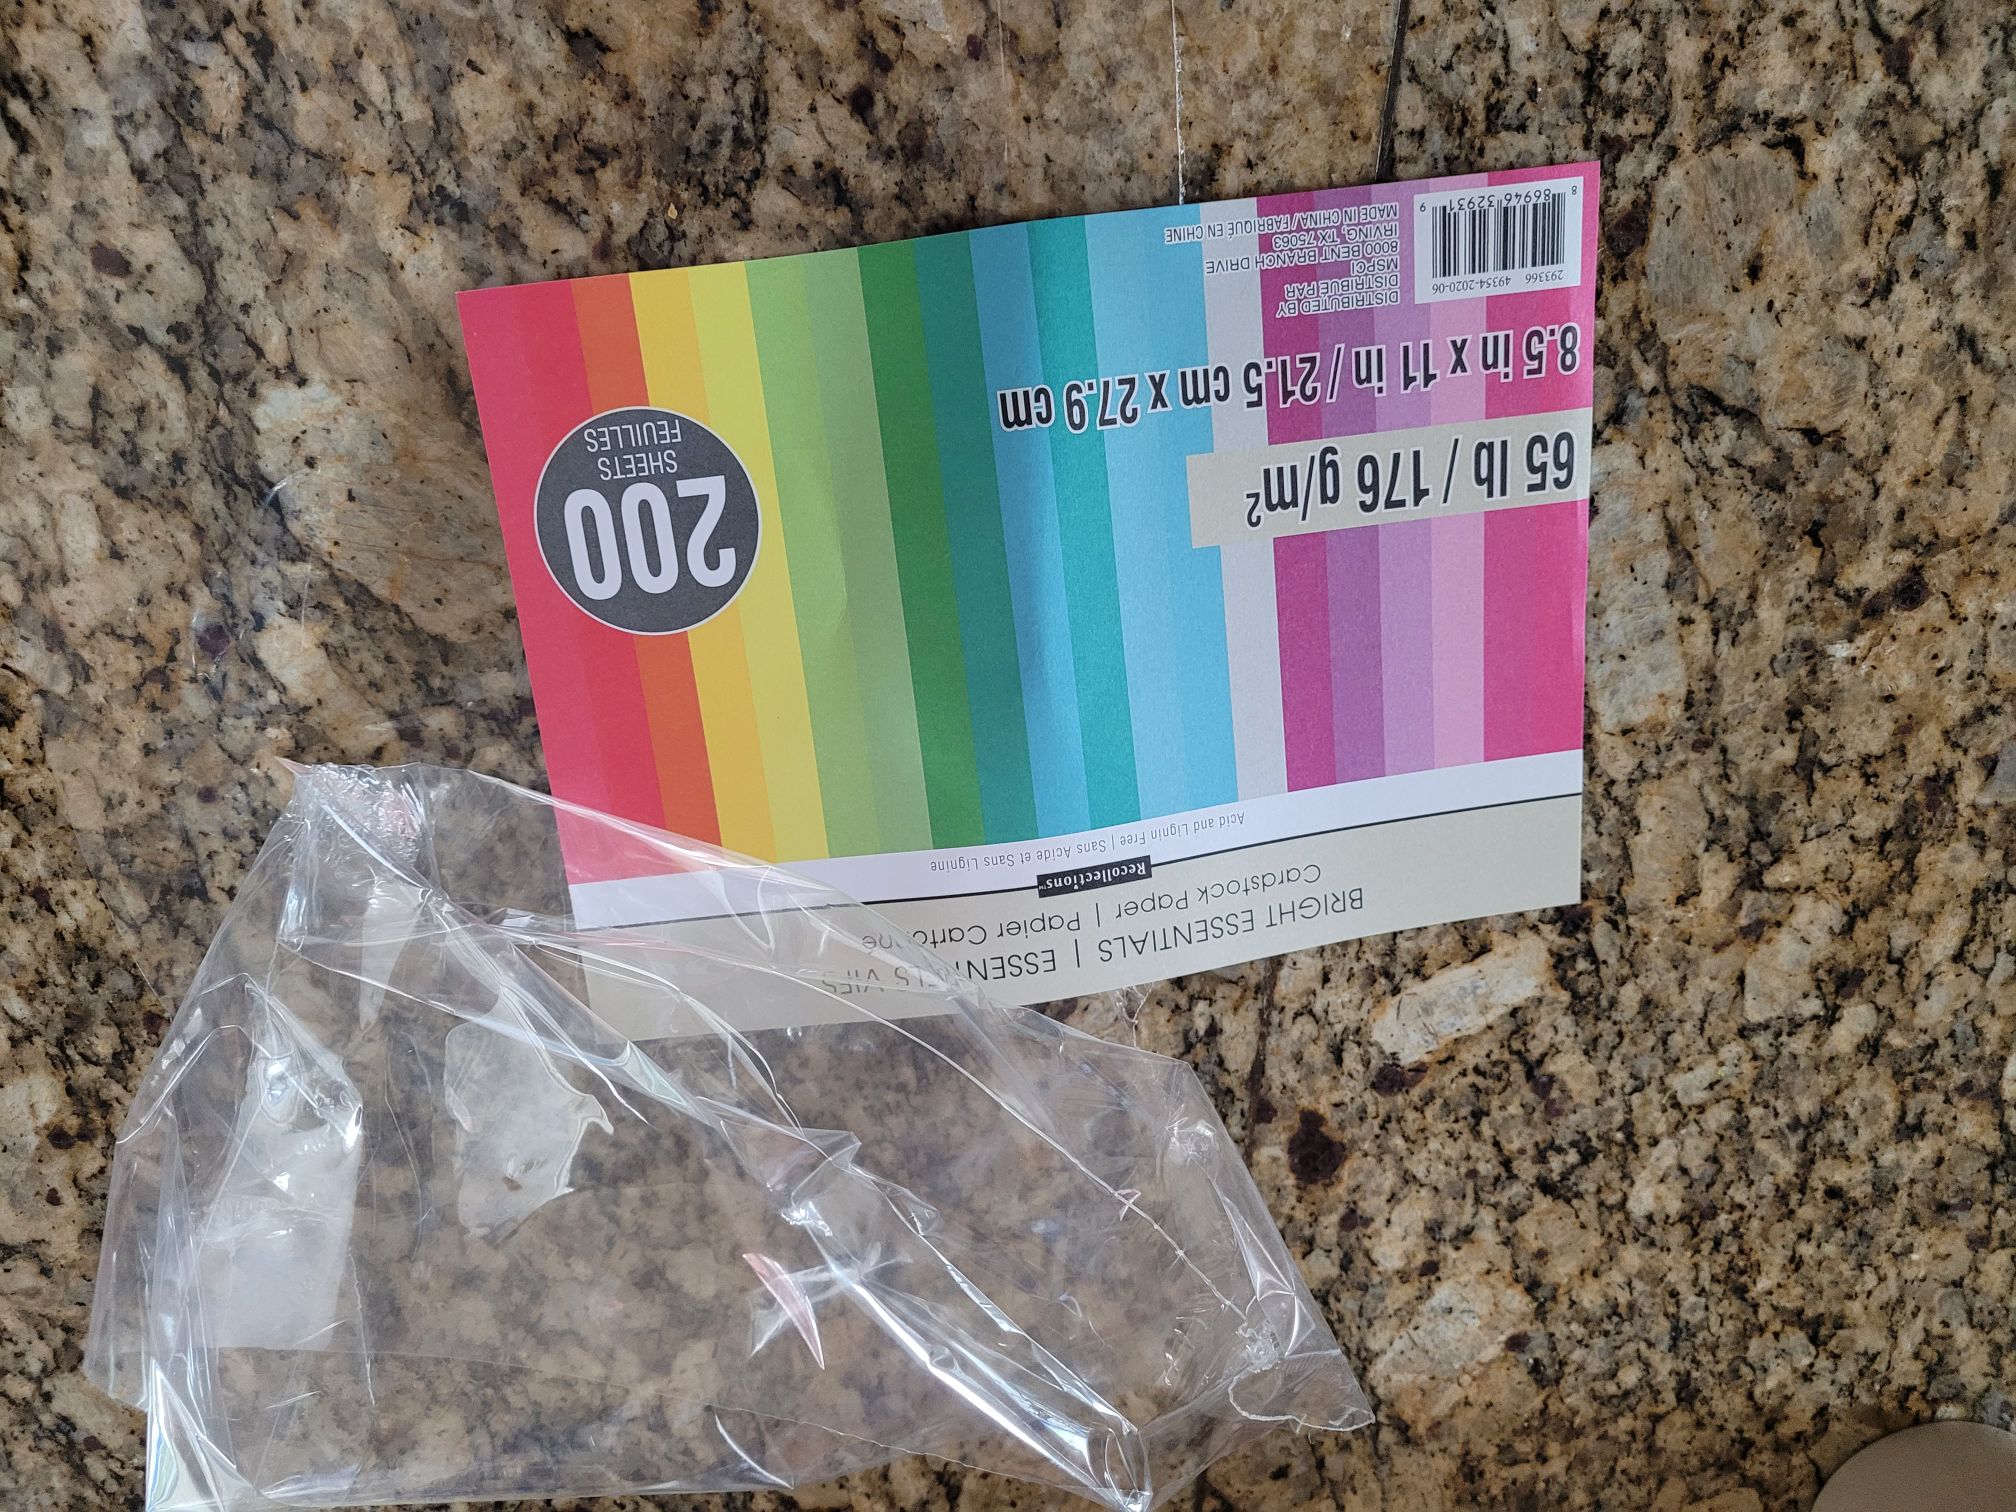 BRIGHT ESSENTIALS | ESSENTIELS VIFS
Cardstock Paper | Papier Cartonné
Recollections™
Acid and Lignin Free | Sans Acide et Sans Lignine
65 lb / 176 g/m²
8.5 in x 11 in / 21.5 cm x 27.9 cm
200
SHEETS
FEUILLES
DISTRIBUTED BY
DISTRIBUÉ PAR
MSPCI
8000 BENT BRANCH DRIVE
IRVING, TX 75063
MADE IN CHINA / FABRIQUÉ EN CHINE
293366 49354-2020-06
8 86946 32931 9